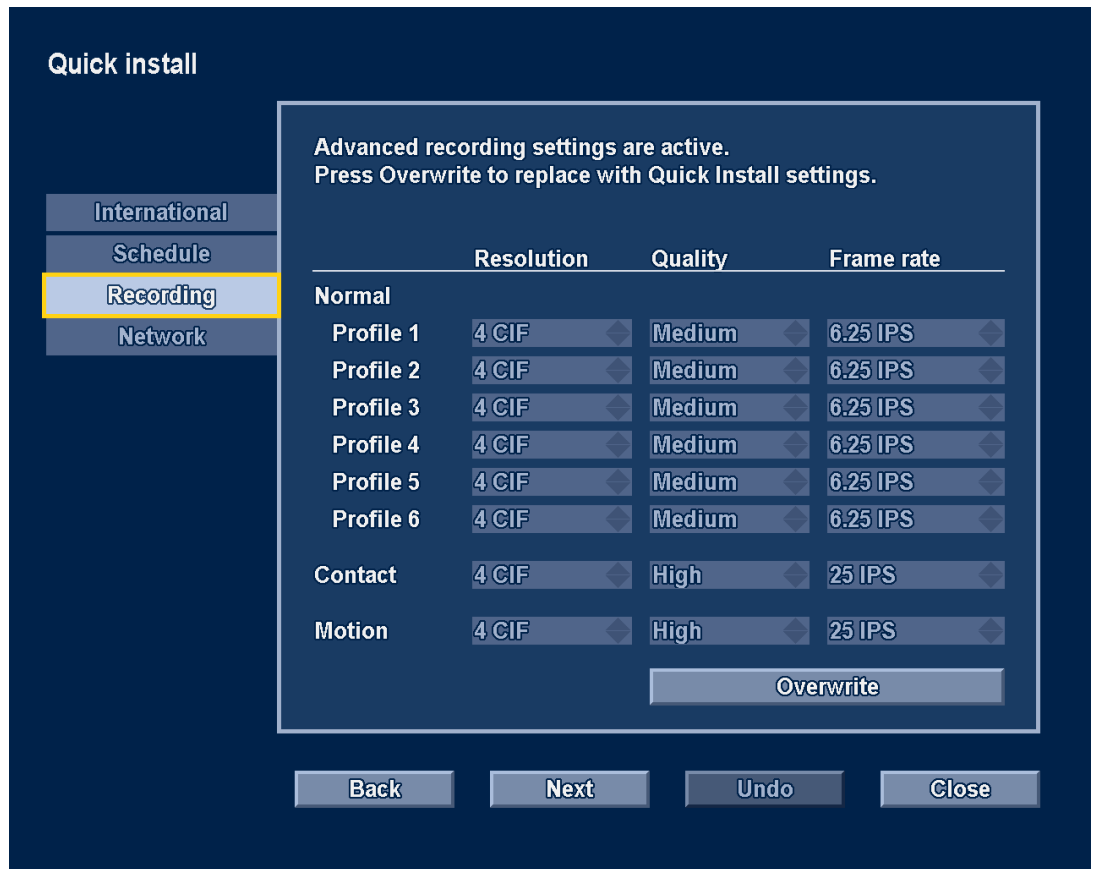 Quick install
Advanced recording settings are active.
Press Overwrite to replace with Quick Install settings.
International
Schedule
Recording
Network
Resolution Quality Frame rate
Normal
Profile 1 4 CIF Medium 6.25 IPS
Profile 2 4 CIF Medium 6.25 IPS
Profile 3 4 CIF Medium 6.25 IPS
Profile 4 4 CIF Medium 6.25 IPS
Profile 5 4 CIF Medium 6.25 IPS
Profile 6 4 CIF Medium 6.25 IPS
Contact 4 CIF High 25 IPS
Motion 4 CIF High 25 IPS
Overwrite
Back Next Undo Close